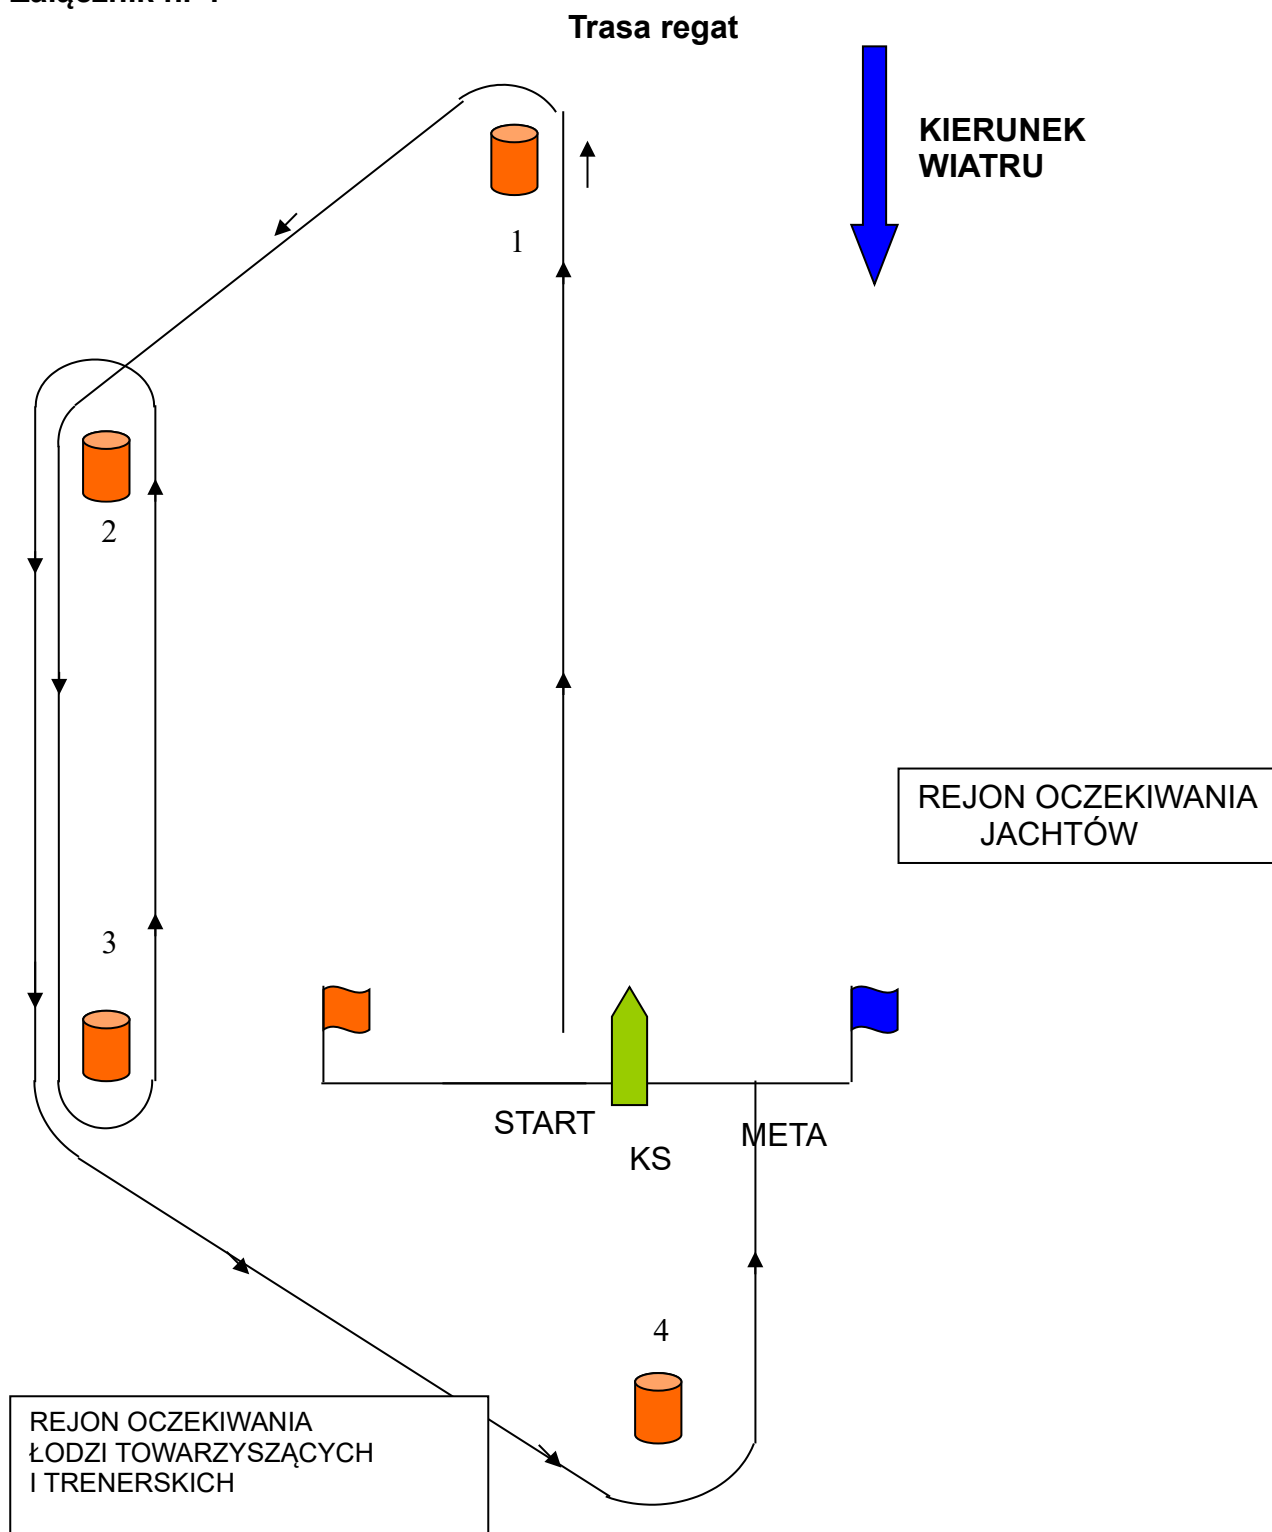 Trasa regat
KIERUNEK
WIATRU
1
2
REJON OCZEKIWANIA
JACHTÓW
3
START
META
KS
4
REJON OCZEKIWANIA
ŁODZI TOWARZYSZĄCYCH
I TRENERSKICH